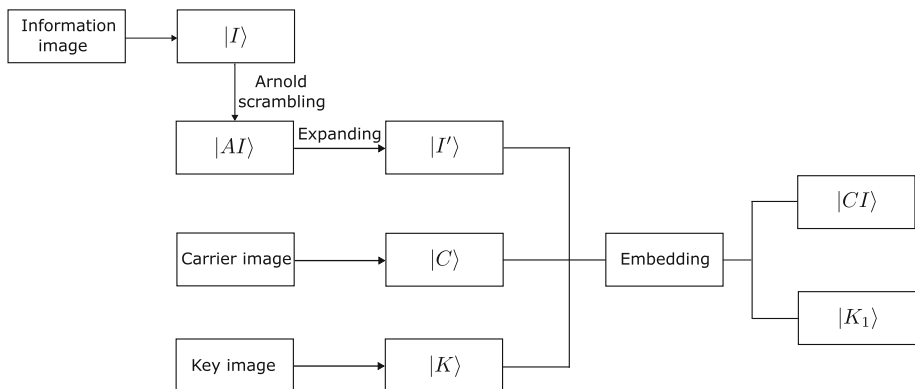 Information
image
|I⟩
Arnold
scrambling
|AI⟩
Expanding
|I′⟩
|CI⟩
Carrier image
|C⟩
Embedding
|K₁⟩
Key image
|K⟩